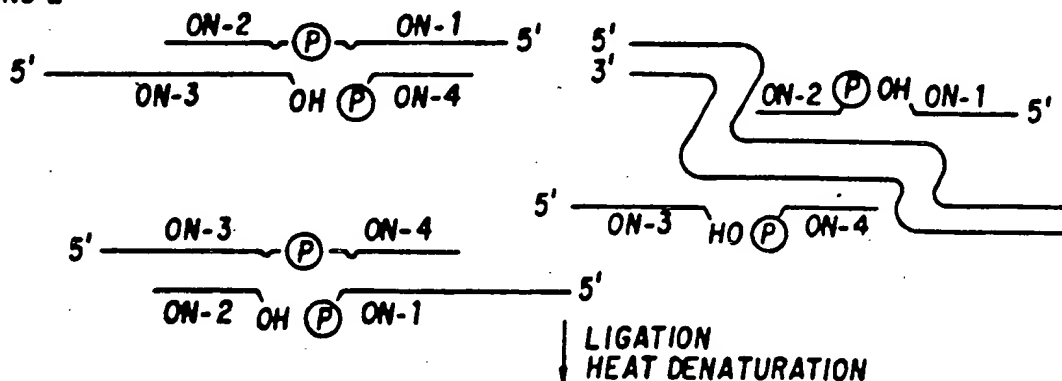 ON-2 P ON-1 5'
5' ON-3 OH P ON-4
5'
3'
ON-2 P OH ON-1 5'
5' ON-3 HO P ON-4
5' ON-3 P ON-4
ON-2 OH P ON-1 5'
LIGATION
HEAT DENATURATION